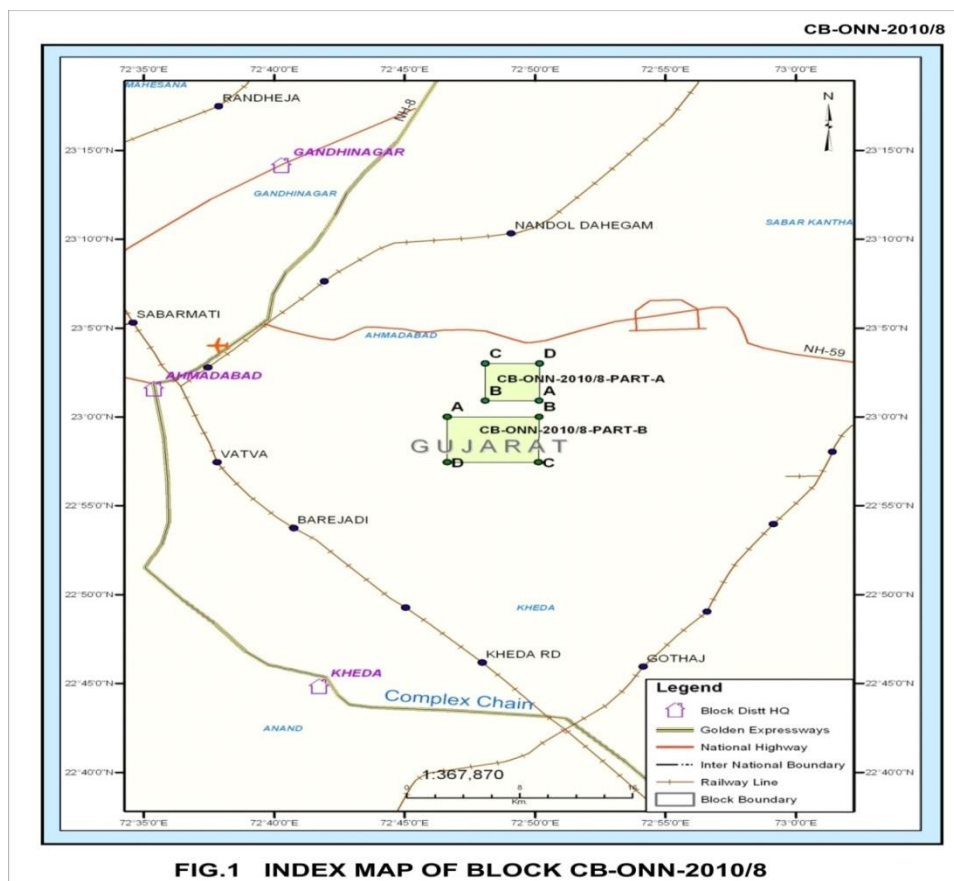 CB-ONN-2010/8
72°35'0"E 72°40'0"E 72°45'0"E 72°50'0"E 72°55'0"E 73°0'0"E
MAHESANA
RANDHEJA
NH-8
N
23°15'0"N 23°15'0"N
GANDHINAGAR
GANDHINAGAR
SABAR KANTHA
NANDOL DAHEGAM
23°10'0"N 23°10'0"N
SABARMATI
23°5'0"N 23°5'0"N
AHMADABAD
NH-59
C D
AHMADABAD
CB-ONN-2010/8-PART-A
B A
A B
23°0'0"N 23°0'0"N
CB-ONN-2010/8-PART-B
GUJARAT
VATVA
D C
22°55'0"N 22°55'0"N
BAREJADI
22°50'0"N 22°50'0"N
KHEDA
KHEDA RD
GOTHAJ
KHEDA
22°45'0"N 22°45'0"N
Complex Chain
ANAND
Legend
Block Distt HQ
Golden Expressways
National Highway
Inter National Boundary
Railway Line
Block Boundary
22°40'0"N 22°40'0"N
1:367,870
0 8 16
Km.
72°35'0"E 72°40'0"E 72°45'0"E 72°50'0"E 72°55'0"E 73°0'0"E
FIG.1 INDEX MAP OF BLOCK CB-ONN-2010/8